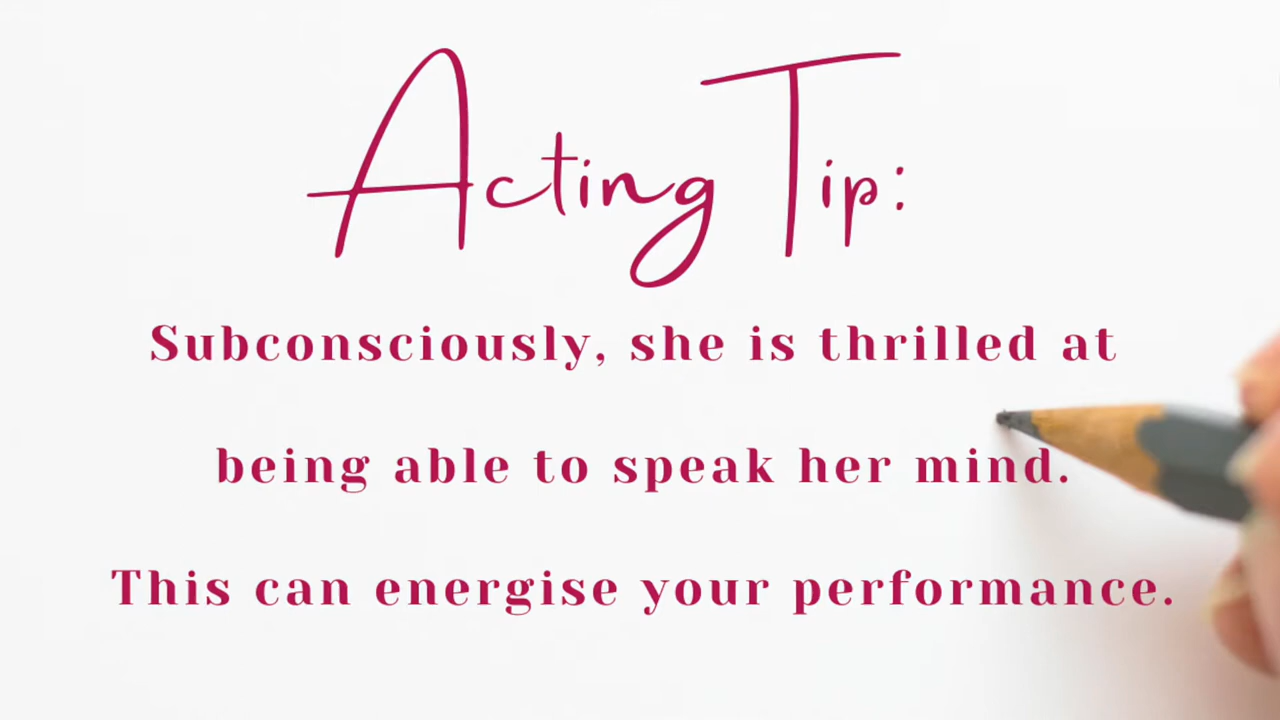 Acting Tip:
Subconsciously, she is thrilled at
being able to speak her mind.
This can energise your performance.